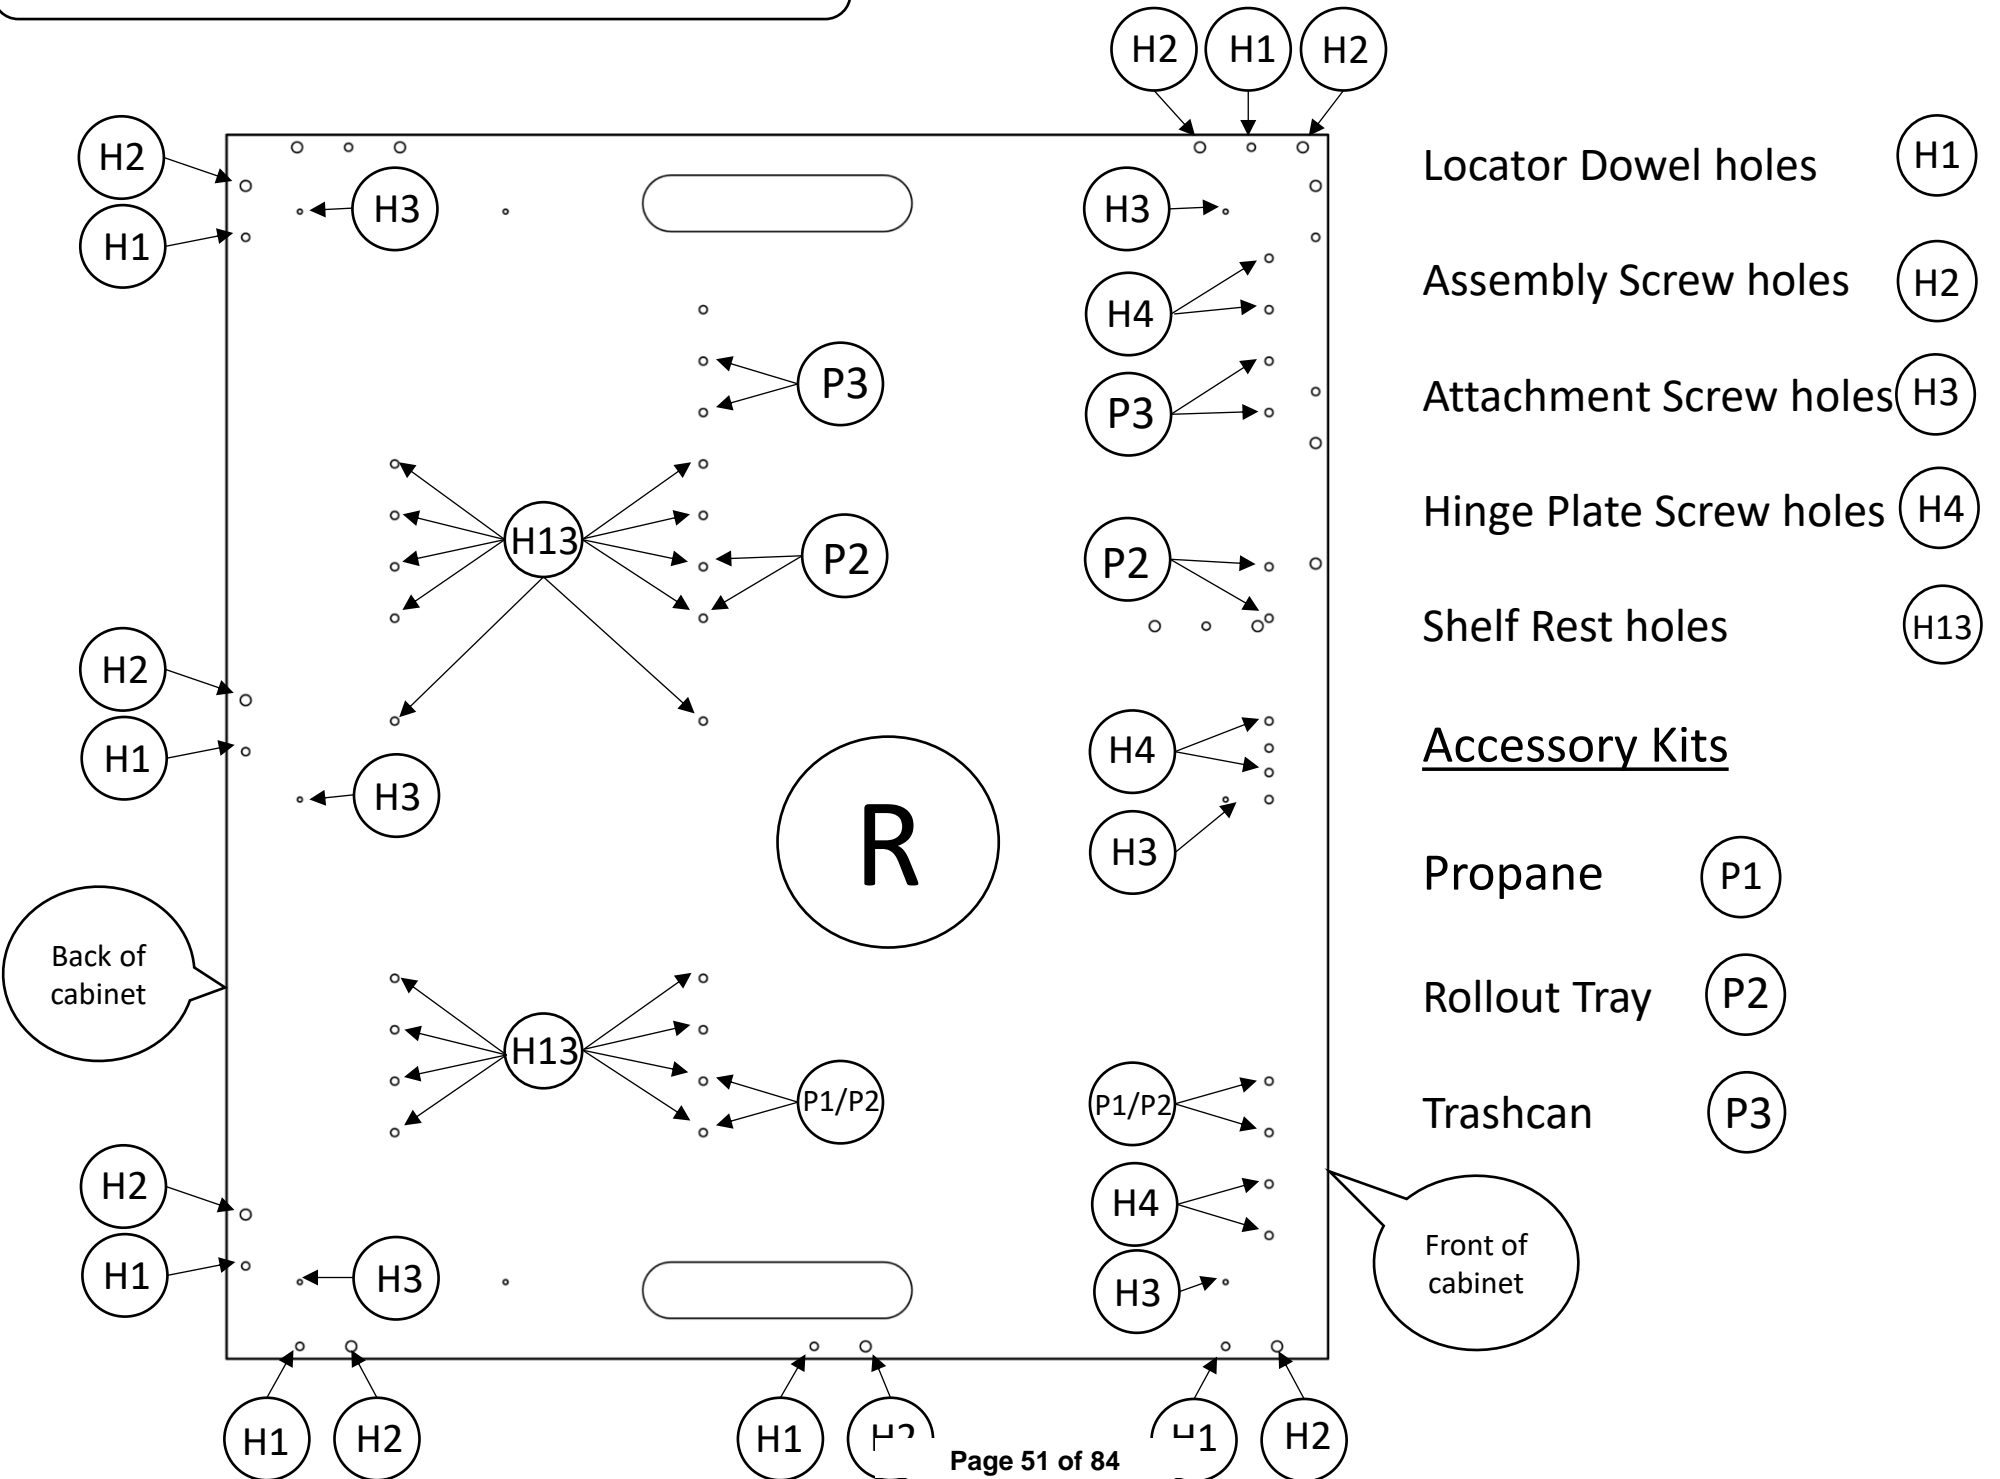 H2 H1 H2
H2
H1
H3
H3
H4
P3
P3
H13
P2
P2
H2
H1
H3
H4
H3
R
Back of
cabinet
H13
P1/P2
P1/P2
H2
H1
H3
H4
H3
Front of
cabinet
H1 H2 H1 H2 H1 H2
Locator Dowel holes H1
Assembly Screw holes H2
Attachment Screw holes H3
Hinge Plate Screw holes H4
Shelf Rest holes H13
Accessory Kits
Propane P1
Rollout Tray P2
Trashcan P3
Page 51 of 84